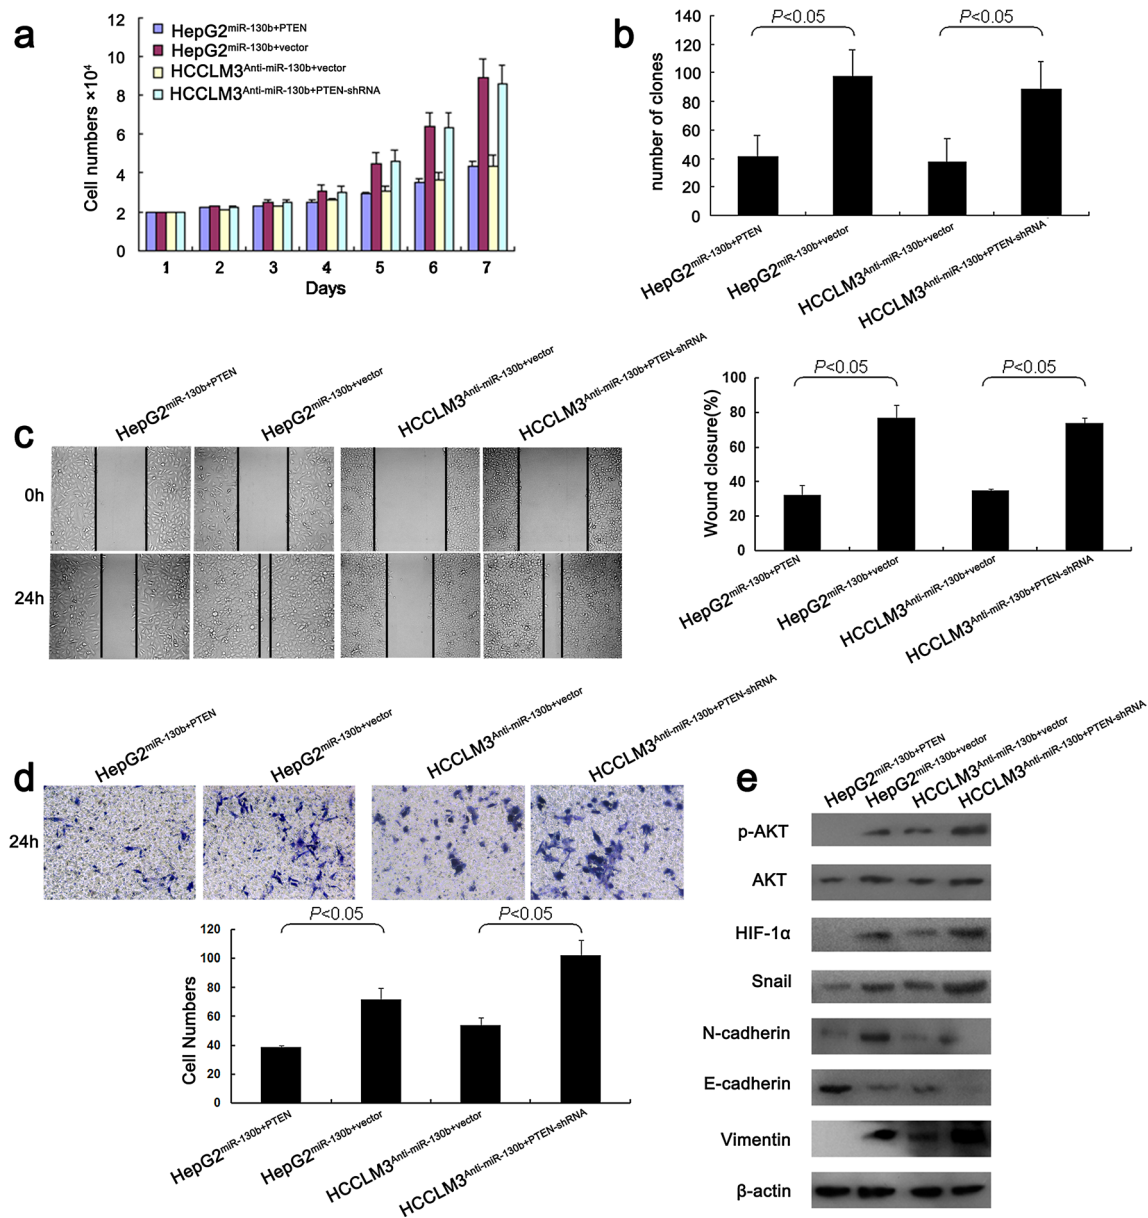 a
HepG2miR-130b+PTEN
HepG2miR-130b+vector
HCCLM3Anti-miR-130b+vector
HCCLM3Anti-miR-130b+PTEN-shRNA
Cell numbers ×10⁴
12
10
8
6
4
2
0
1 2 3 4 5 6 7
Days
b
P<0.05 P<0.05
number of clones
140
120
100
80
60
40
20
0
HepG2miR-130b+PTEN
HepG2miR-130b+vector
HCCLM3Anti-miR-130b+vector
HCCLM3Anti-miR-130b+PTEN-shRNA
c
HepG2miR-130b+PTEN
HepG2miR-130b+vector
HCCLM3Anti-miR-130b+vector
HCCLM3Anti-miR-130b+PTEN-shRNA
0h
24h
P<0.05 P<0.05
Wound closure(%)
100
80
60
40
20
0
HepG2miR-130b+PTEN
HepG2miR-130b+vector
HCCLM3Anti-miR-130b+vector
HCCLM3Anti-miR-130b+PTEN-shRNA
d
HepG2miR-130b+PTEN
HepG2miR-130b+vector
HCCLM3Anti-miR-130b+vector
HCCLM3Anti-miR-130b+PTEN-shRNA
24h
P<0.05 P<0.05
Cell Numbers
120
100
80
60
40
20
0
HepG2miR-130b+PTEN
HepG2miR-130b+vector
HCCLM3Anti-miR-130b+vector
HCCLM3Anti-miR-130b+PTEN-shRNA
e
HepG2miR-130b+PTEN
HepG2miR-130b+vector
HCCLM3Anti-miR-130b+vector
HCCLM3Anti-miR-130b+PTEN-shRNA
p-AKT
AKT
HIF-1α
Snail
N-cadherin
E-cadherin
Vimentin
β-actin